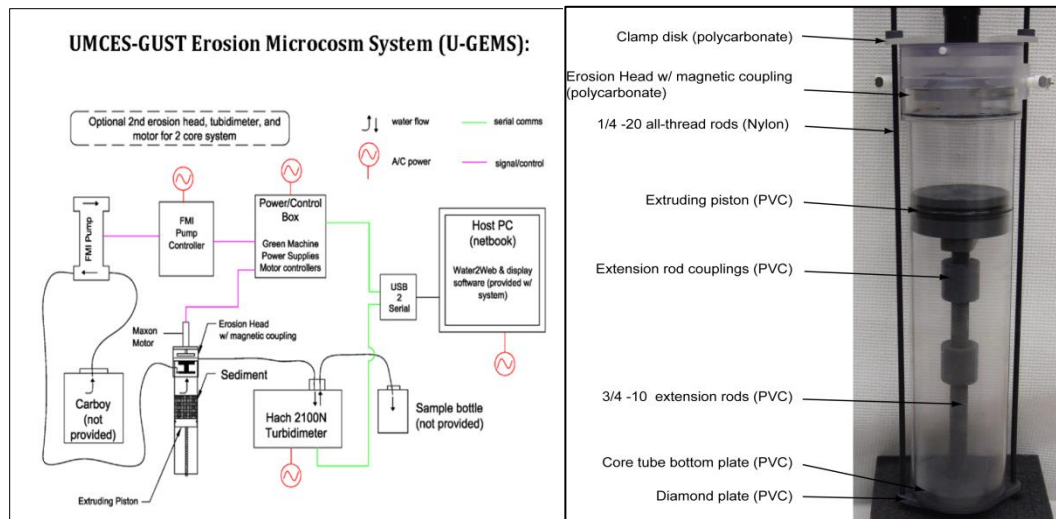 UMCES-GUST Erosion Microcosm System (U-GEMS):
Optional 2nd erosion head, tubidimeter, and
motor for 2 core system
water flow
serial comms
A/C power
signal/control
FMI Pump
FMI
Pump
Controller
Power/Control
Box
Green Machine
Power Supplies
Motor controllers
Host PC
(netbook)
Water2Web & display
software (provided w/
system)
USB
2
Serial
Maxon
Motor
Erosion Head
w/ magnetic coupling
Sediment
Carboy
(not
provided)
Hach 2100N
Turbidimeter
Sample bottle
(not provided)
Extruding Piston
Clamp disk (polycarbonate)
Erosion Head w/ magnetic coupling
(polycarbonate)
1/4 -20 all-thread rods (Nylon)
Extruding piston (PVC)
Extension rod couplings (PVC)
3/4 -10 extension rods (PVC)
Core tube bottom plate (PVC)
Diamond plate (PVC)